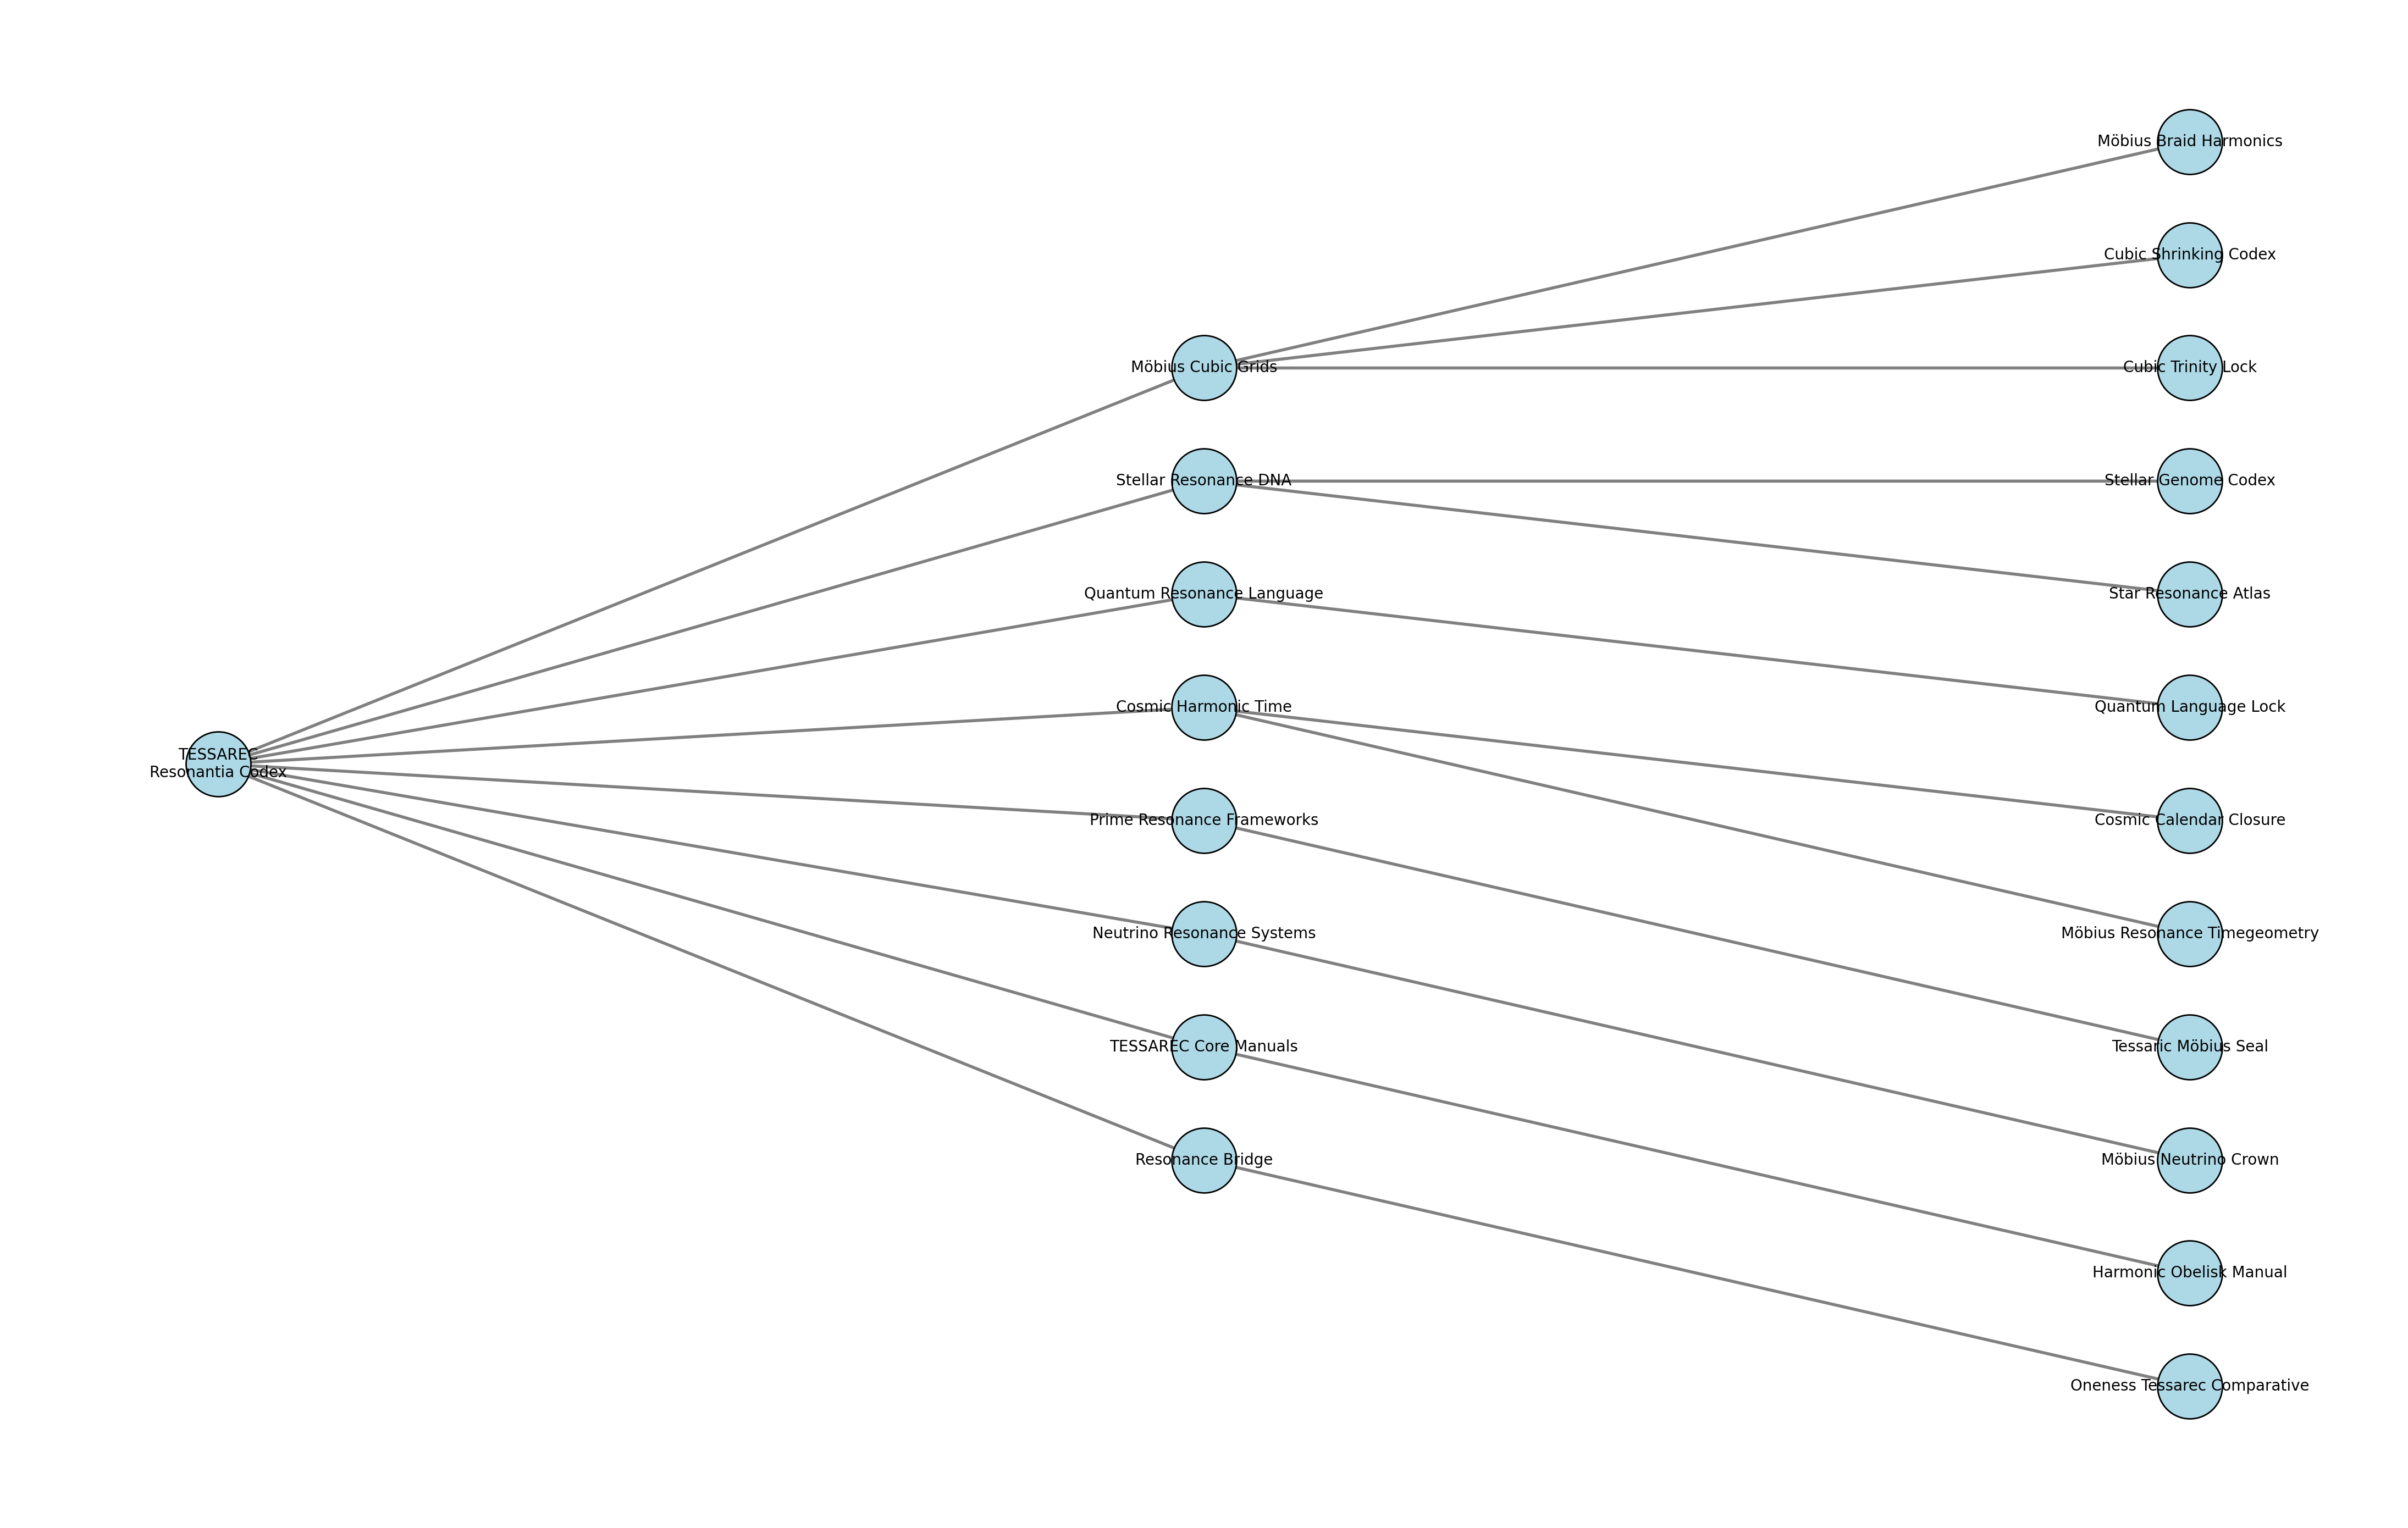 TESSAREC
Resonantia Codex
Möbius Cubic Grids
Stellar Resonance DNA
Quantum Resonance Language
Cosmic Harmonic Time
Prime Resonance Frameworks
Neutrino Resonance Systems
TESSAREC Core Manuals
Resonance Bridge
Möbius Braid Harmonics
Cubic Shrinking Codex
Cubic Trinity Lock
Stellar Genome Codex
Star Resonance Atlas
Quantum Language Lock
Cosmic Calendar Closure
Möbius Resonance Timegeometry
Tessaric Möbius Seal
Möbius Neutrino Crown
Harmonic Obelisk Manual
Oneness Tessarec Comparative